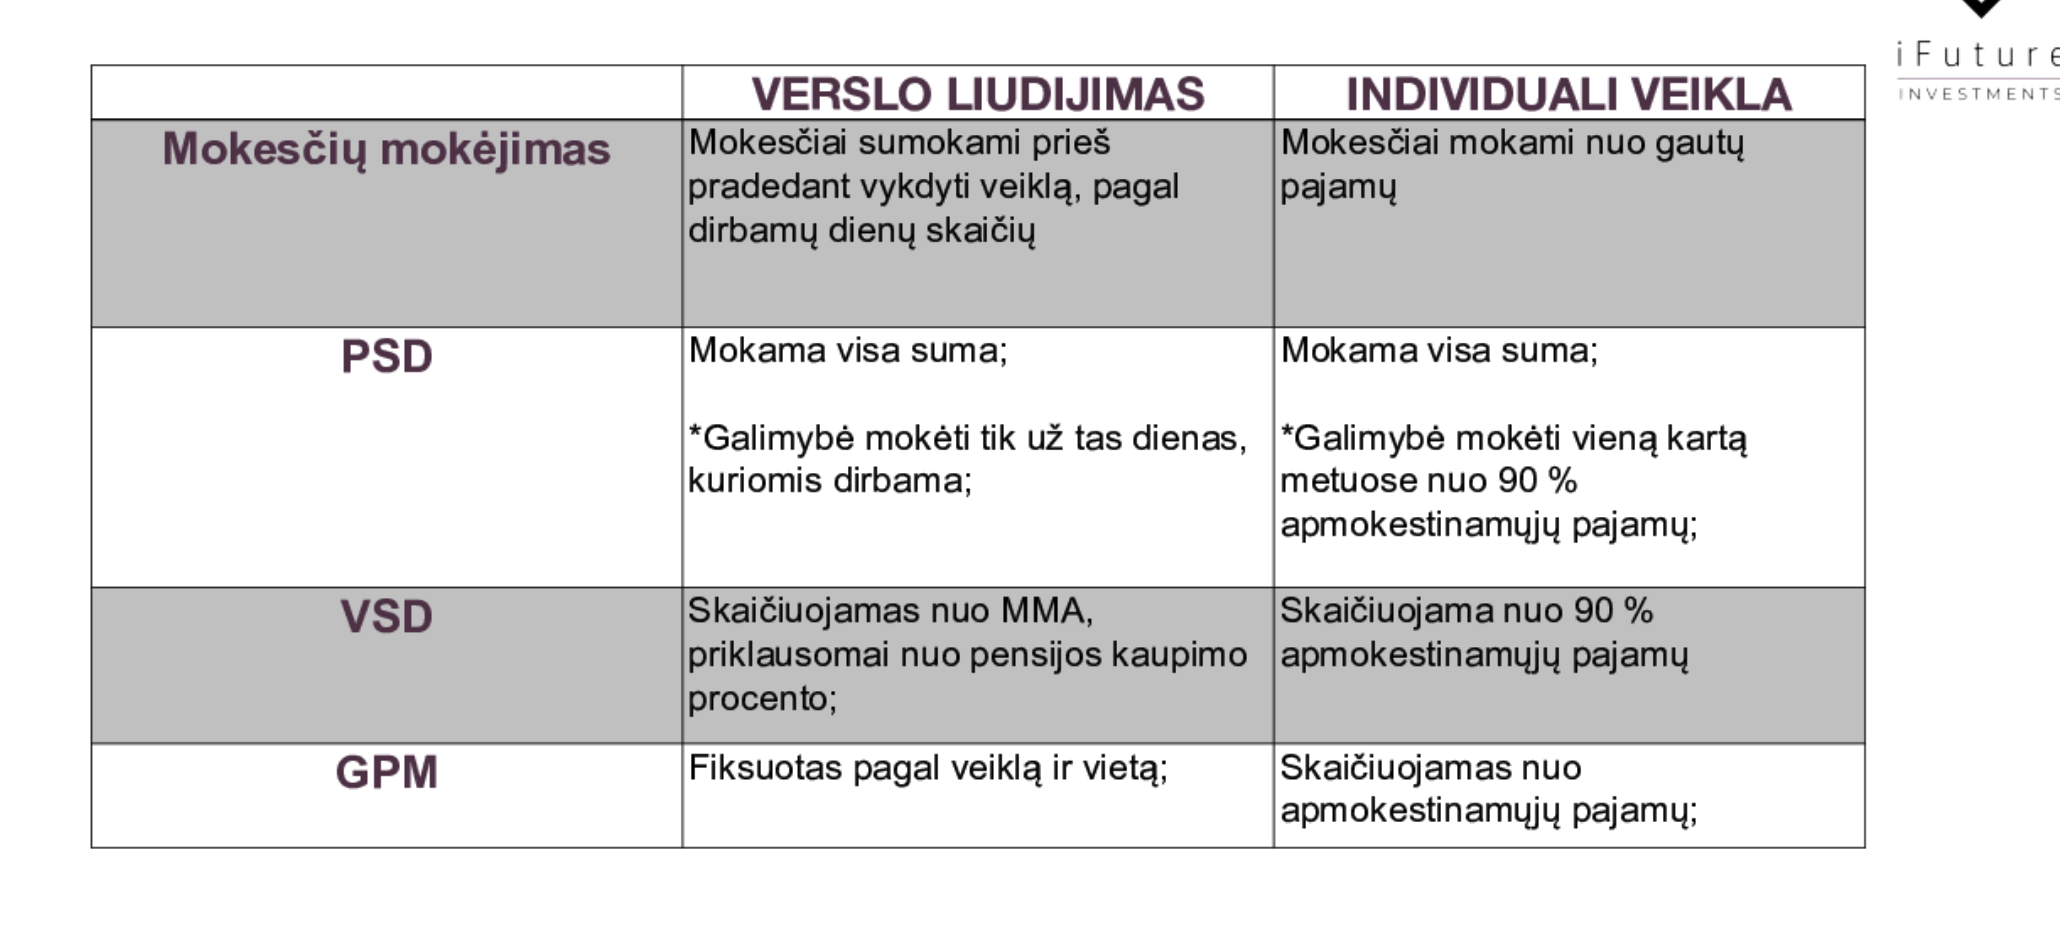 iFuture
INVESTMENTS
VERSLO LIUDIJIMAS
INDIVIDUALI VEIKLA
Mokesčių mokėjimas
Mokesčiai sumokami prieš
pradedant vykdyti veiklą, pagal
dirbamų dienų skaičių
Mokesčiai mokami nuo gautų
pajamų
PSD
Mokama visa suma;
*Galimybė mokėti tik už tas dienas,
kuriomis dirbama;
Mokama visa suma;
*Galimybė mokėti vieną kartą
metuose nuo 90 %
apmokestinamųjų pajamų;
VSD
Skaičiuojamas nuo MMA,
priklausomai nuo pensijos kaupimo
procento;
Skaičiuojama nuo 90 %
apmokestinamųjų pajamų
GPM
Fiksuotas pagal veiklą ir vietą;
Skaičiuojamas nuo
apmokestinamųjų pajamų;